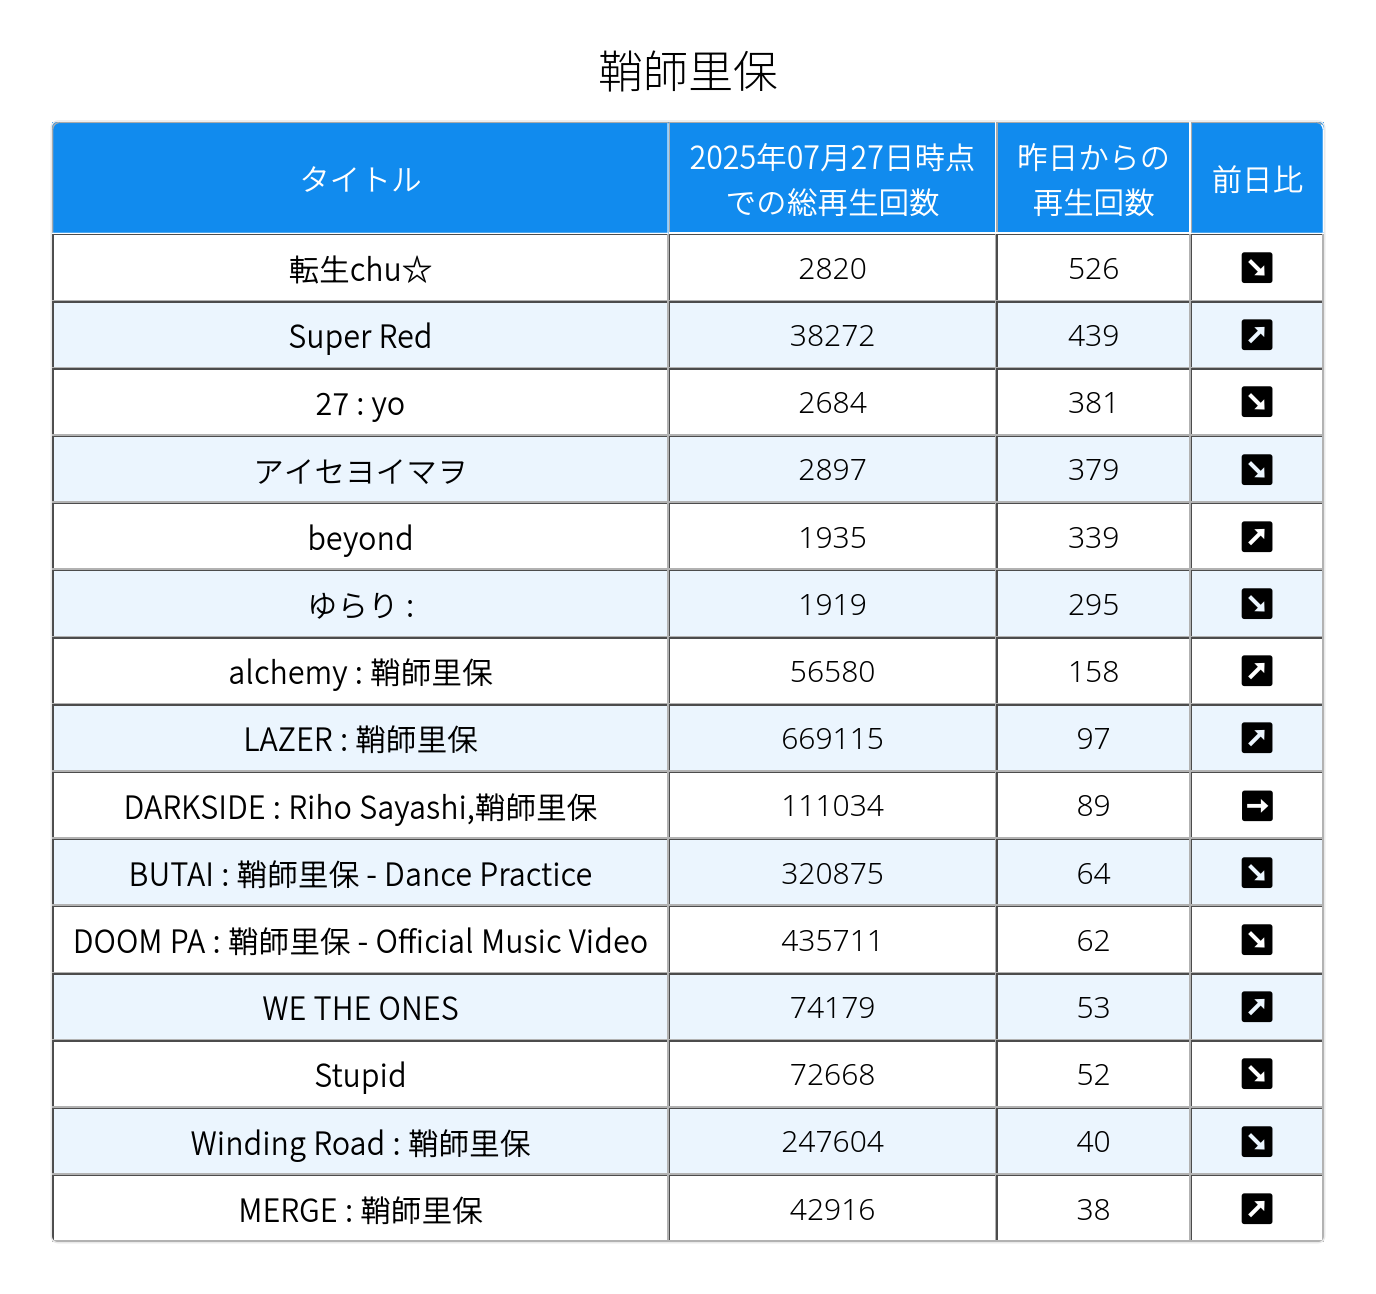 鞘師里保
タイトル 2025年07月27日時点での総再生回数 昨日からの再生回数 前日比
転生chu☆ 2820 526 ↘
Super Red 38272 439 ↗
27 : yo 2684 381 ↘
アイセヨイマヲ 2897 379 ↘
beyond 1935 339 ↗
ゆらり : 1919 295 ↘
alchemy : 鞘師里保 56580 158 ↗
LAZER : 鞘師里保 669115 97 ↗
DARKSIDE : Riho Sayashi,鞘師里保 111034 89 →
BUTAI : 鞘師里保 - Dance Practice 320875 64 ↘
DOOM PA : 鞘師里保 - Official Music Video 435711 62 ↘
WE THE ONES 74179 53 ↗
Stupid 72668 52 ↘
Winding Road : 鞘師里保 247604 40 ↘
MERGE : 鞘師里保 42916 38 ↗